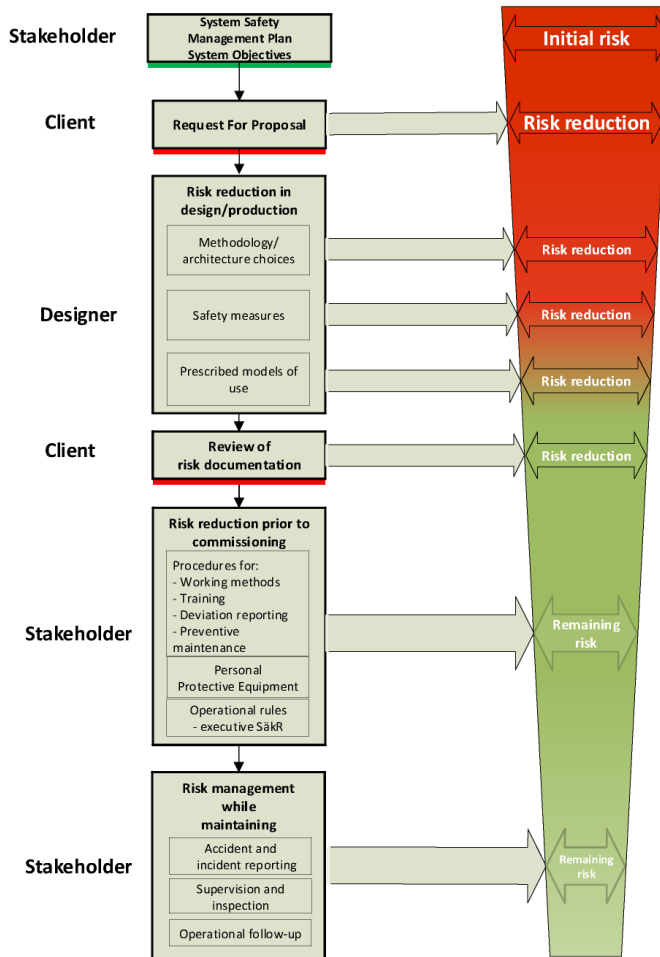 Stakeholder
System Safety
Management Plan
System Objectives
Initial risk
Client
Request For Proposal
Risk reduction
Risk reduction in
design/production
Methodology/
architecture choices
Risk reduction
Designer
Safety measures
Risk reduction
Prescribed models of
use
Risk reduction
Client
Review of
risk documentation
Risk reduction
Risk reduction prior to
commissioning
Procedures for:
- Working methods
- Training
- Deviation reporting
- Preventive
maintenance
Stakeholder
Remaining
risk
Personal
Protective Equipment
Operational rules
- executive SäkR
Risk management
while
maintaining
Stakeholder
Accident and
incident reporting
Remaining
risk
Supervision and
inspection
Operational follow-up